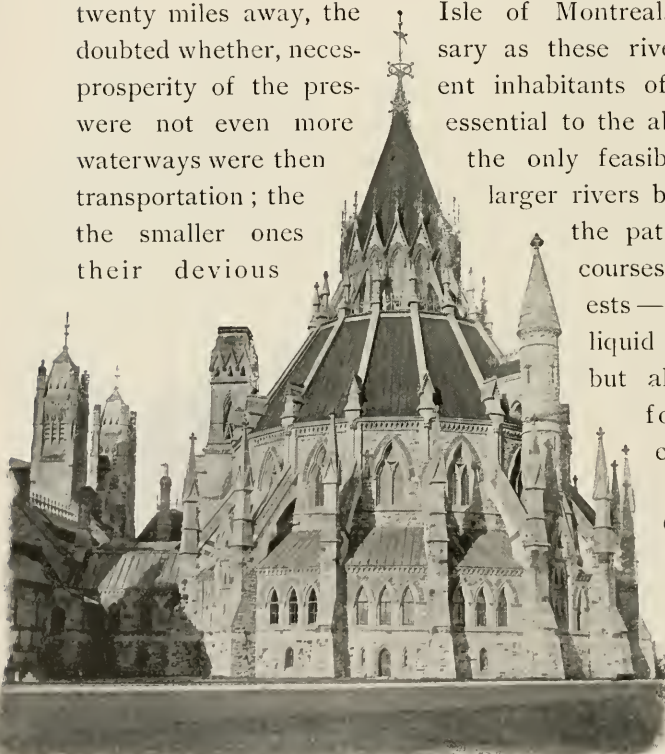 twenty miles away, the Isle of Montreal
doubted whether, neces- sary as these rive
prosperity of the pres- ent inhabitants of
were not even more essential to the al
waterways were then the only feasib
transportation; the larger rivers b
the smaller ones the pat
their devious courses
ests—
liquid
but al
fo